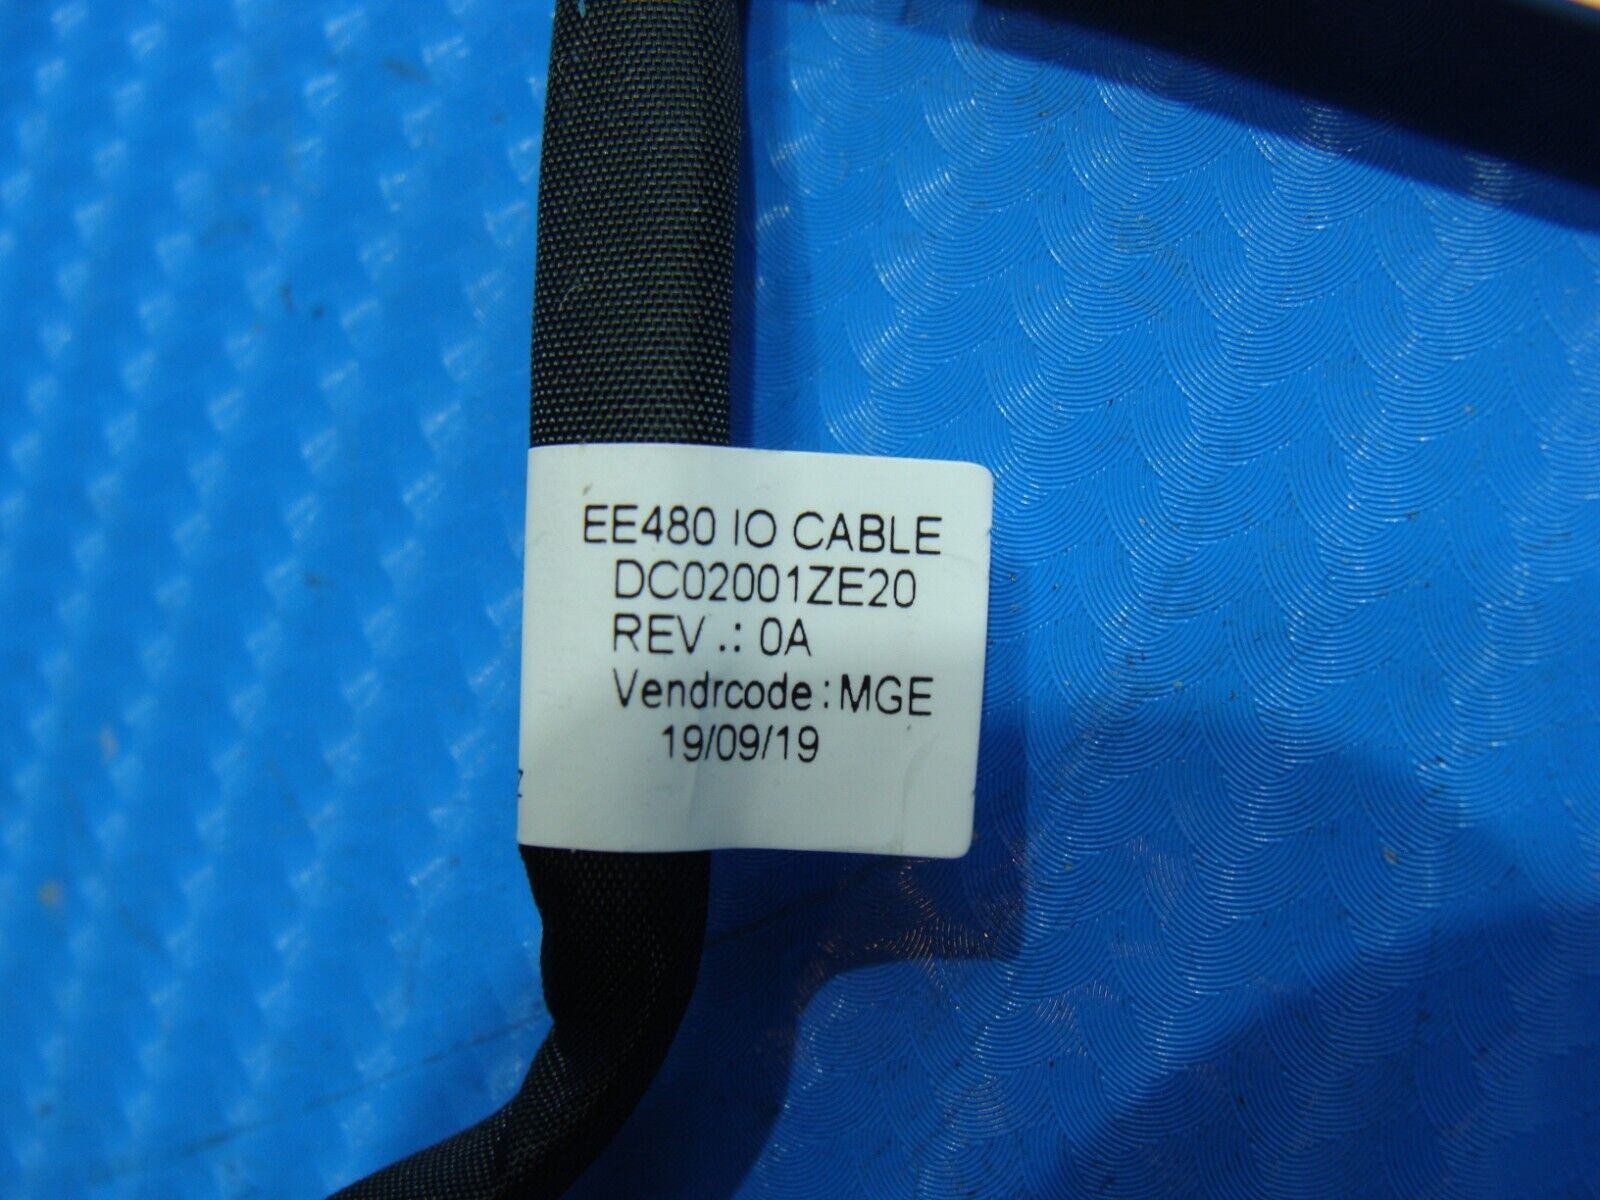 EE480 IO CABLE
DC02001ZE20
REV .: 0A
Vendrcode : MGE
19/09/19